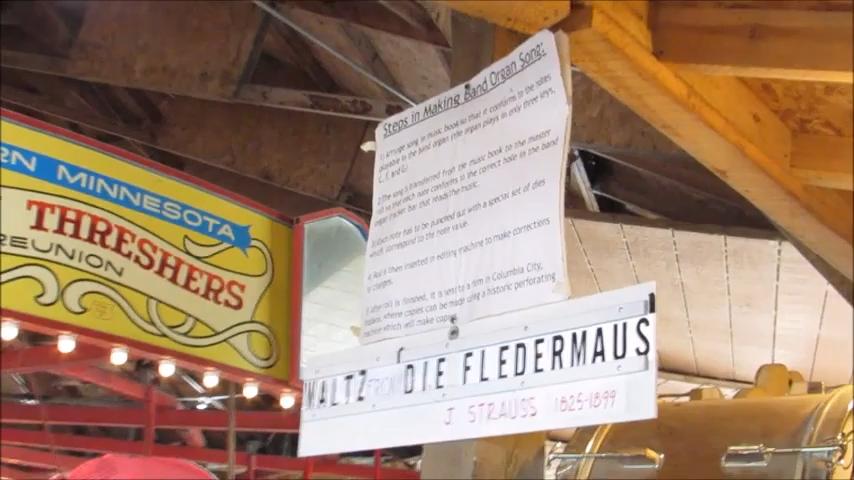 RN MINNESOTA
THRESHERRERS
REUNION
Steps in Making Band Organ Song:
1) Arrange song in music book so that it conforms to the notes
playable in the band organ (the organ plays in only three keys,
C, F, and G)
2) The song is transferred from the music book to the master
roll so that each note conforms to the correct hole in the band
organ tracker bar that reads the music.
3) Each note has to be punched out with a special set of dies
which correspond to the note value.
4) Roll is then inserted in editing machine to make corrections
or changes.
5) After roll is finished, it is sent to a firm in Columbia City,
Indiana, where copies can be made using a historic perforating
machine which will make copies
WALTZ FROM DIE FLEDERMAUS
J STRAUSS 1825-1899